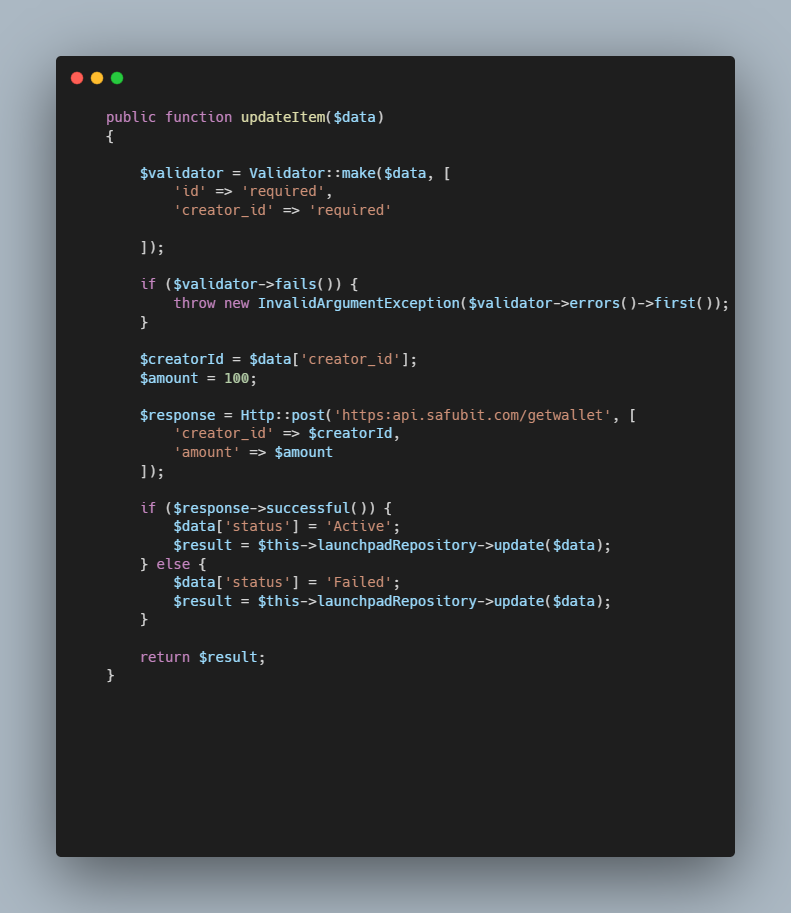 public function updateItem($data)
{
$validator = Validator::make($data, [
'id' => 'required',
'creator_id' => 'required'
]);
if ($validator->fails()) {
throw new InvalidArgumentException($validator->errors()->first());
}
$creatorId = $data['creator_id'];
$amount = 100;
$response = Http::post('https:api.safubit.com/getwallet', [
'creator_id' => $creatorId,
'amount' => $amount
]);
if ($response->successful()) {
$data['status'] = 'Active';
$result = $this->launchpadRepository->update($data);
} else {
$data['status'] = 'Failed';
$result = $this->launchpadRepository->update($data);
}
return $result;
}